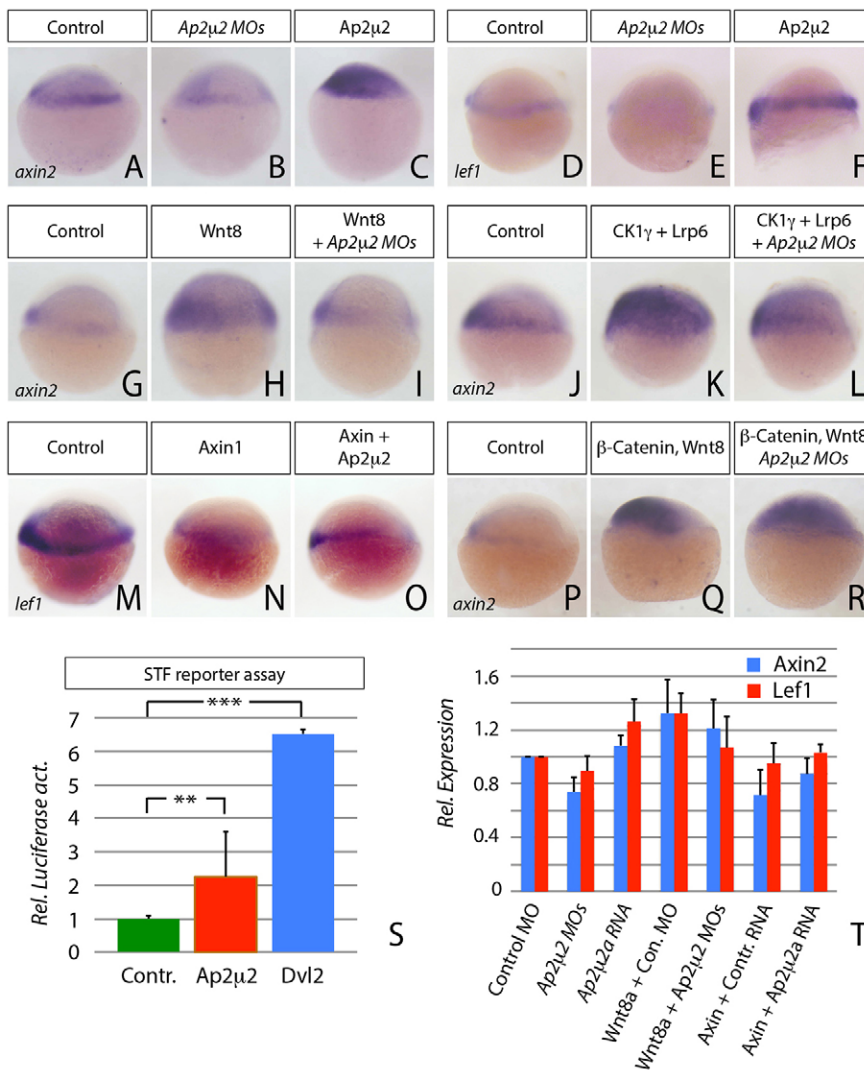 Control
Ap2μ2 MOs
Ap2μ2
Control
Ap2μ2 MOs
Ap2μ2
axin2
A
B
C
lef1
D
E
F
Control
Wnt8
Wnt8
+ Ap2μ2 MOs
Control
CK1γ + Lrp6
CK1γ + Lrp6
+ Ap2μ2 MOs
axin2
G
H
I
axin2
J
K
L
Control
Axin1
Axin +
Ap2μ2
Control
β-Catenin, Wnt8
β-Catenin, Wnt8
Ap2μ2 MOs
lef1
M
N
O
axin2
P
Q
R
STF reporter assay
***
**
Rel. Luciferase act.
7
6
5
4
3
2
1
0
Contr.
Ap2μ2
Dvl2
S
Axin2
Lef1
Rel. Expression
1.6
1.2
0.8
0.4
0
Control MO
Ap2μ2 MOs
Ap2μ2a RNA
Wnt8a + Con. MO
Wnt8a + Ap2μ2 MOs
Axin + Contr. RNA
Axin + Ap2μ2a RNA
T